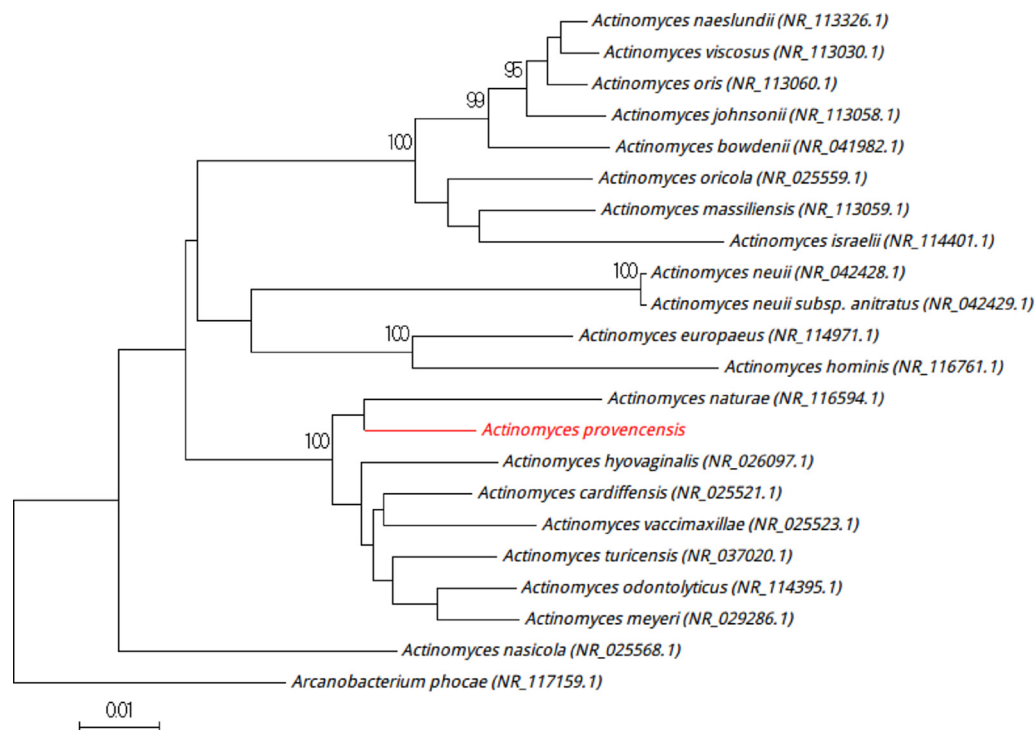 Actinomyces naeslundii (NR_113326.1)
Actinomyces viscosus (NR_113030.1)
95
Actinomyces oris (NR_113060.1)
99
Actinomyces johnsonii (NR_113058.1)
100
Actinomyces bowdenii (NR_041982.1)
Actinomyces oricola (NR_025559.1)
Actinomyces massiliensis (NR_113059.1)
Actinomyces israelii (NR_114401.1)
100
Actinomyces neuii (NR_042428.1)
Actinomyces neuii subsp. anitratus (NR_042429.1)
100
Actinomyces europaeus (NR_114971.1)
Actinomyces hominis (NR_116761.1)
Actinomyces naturae (NR_116594.1)
100
Actinomyces provencensis
Actinomyces hyovaginalis (NR_026097.1)
Actinomyces cardiffensis (NR_025521.1)
Actinomyces vaccimaxillae (NR_025523.1)
Actinomyces turicensis (NR_037020.1)
Actinomyces odontolyticus (NR_114395.1)
Actinomyces meyeri (NR_029286.1)
Actinomyces nasicola (NR_025568.1)
Arcanobacterium phocae (NR_117159.1)
0.01